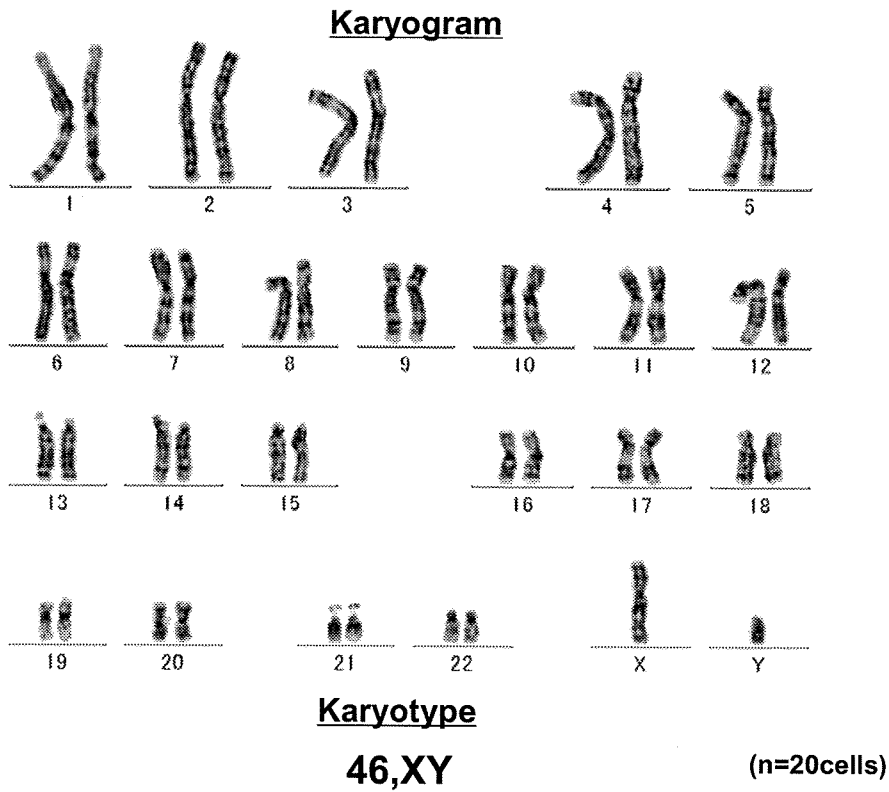 Karyogram
1 2 3 4 5
6 7 8 9 10 11 12
13 14 15 16 17 18
19 20 21 22 X Y
Karyotype
46,XY
(n=20cells)